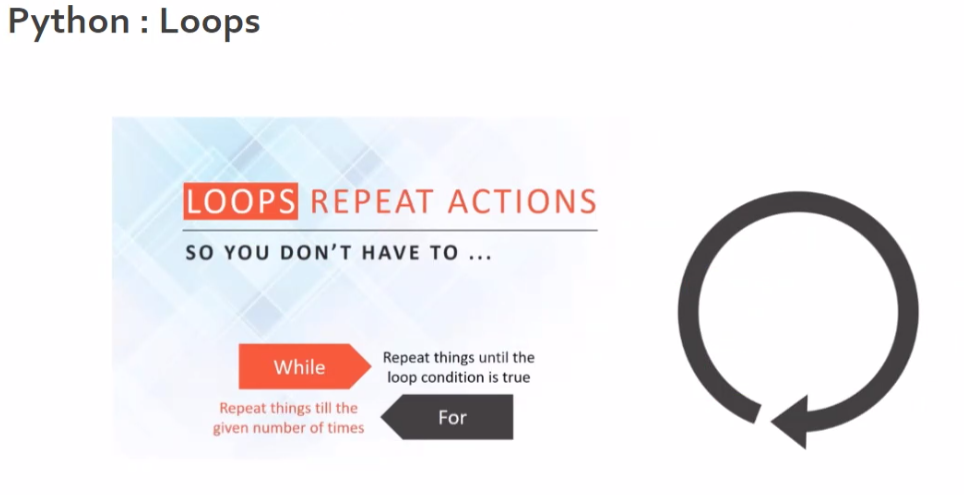 Python : Loops
LOOPS REPEAT ACTIONS
SO YOU DON'T HAVE TO ...
While
Repeat things until the
loop condition is true
Repeat things till the
given number of times
For